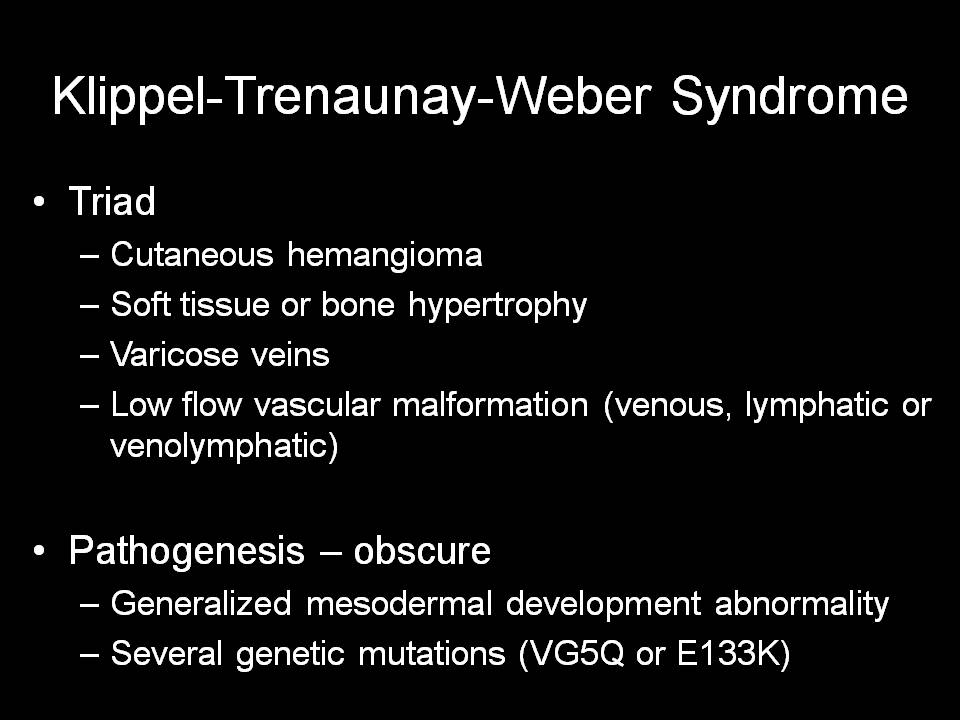 Klippel-Trenaunay-Weber Syndrome
• Triad
– Cutaneous hemangioma
– Soft tissue or bone hypertrophy
– Varicose veins
– Low flow vascular malformation (venous, lymphatic or
venolymphatic)
• Pathogenesis – obscure
– Generalized mesodermal development abnormality
– Several genetic mutations (VG5Q or E133K)